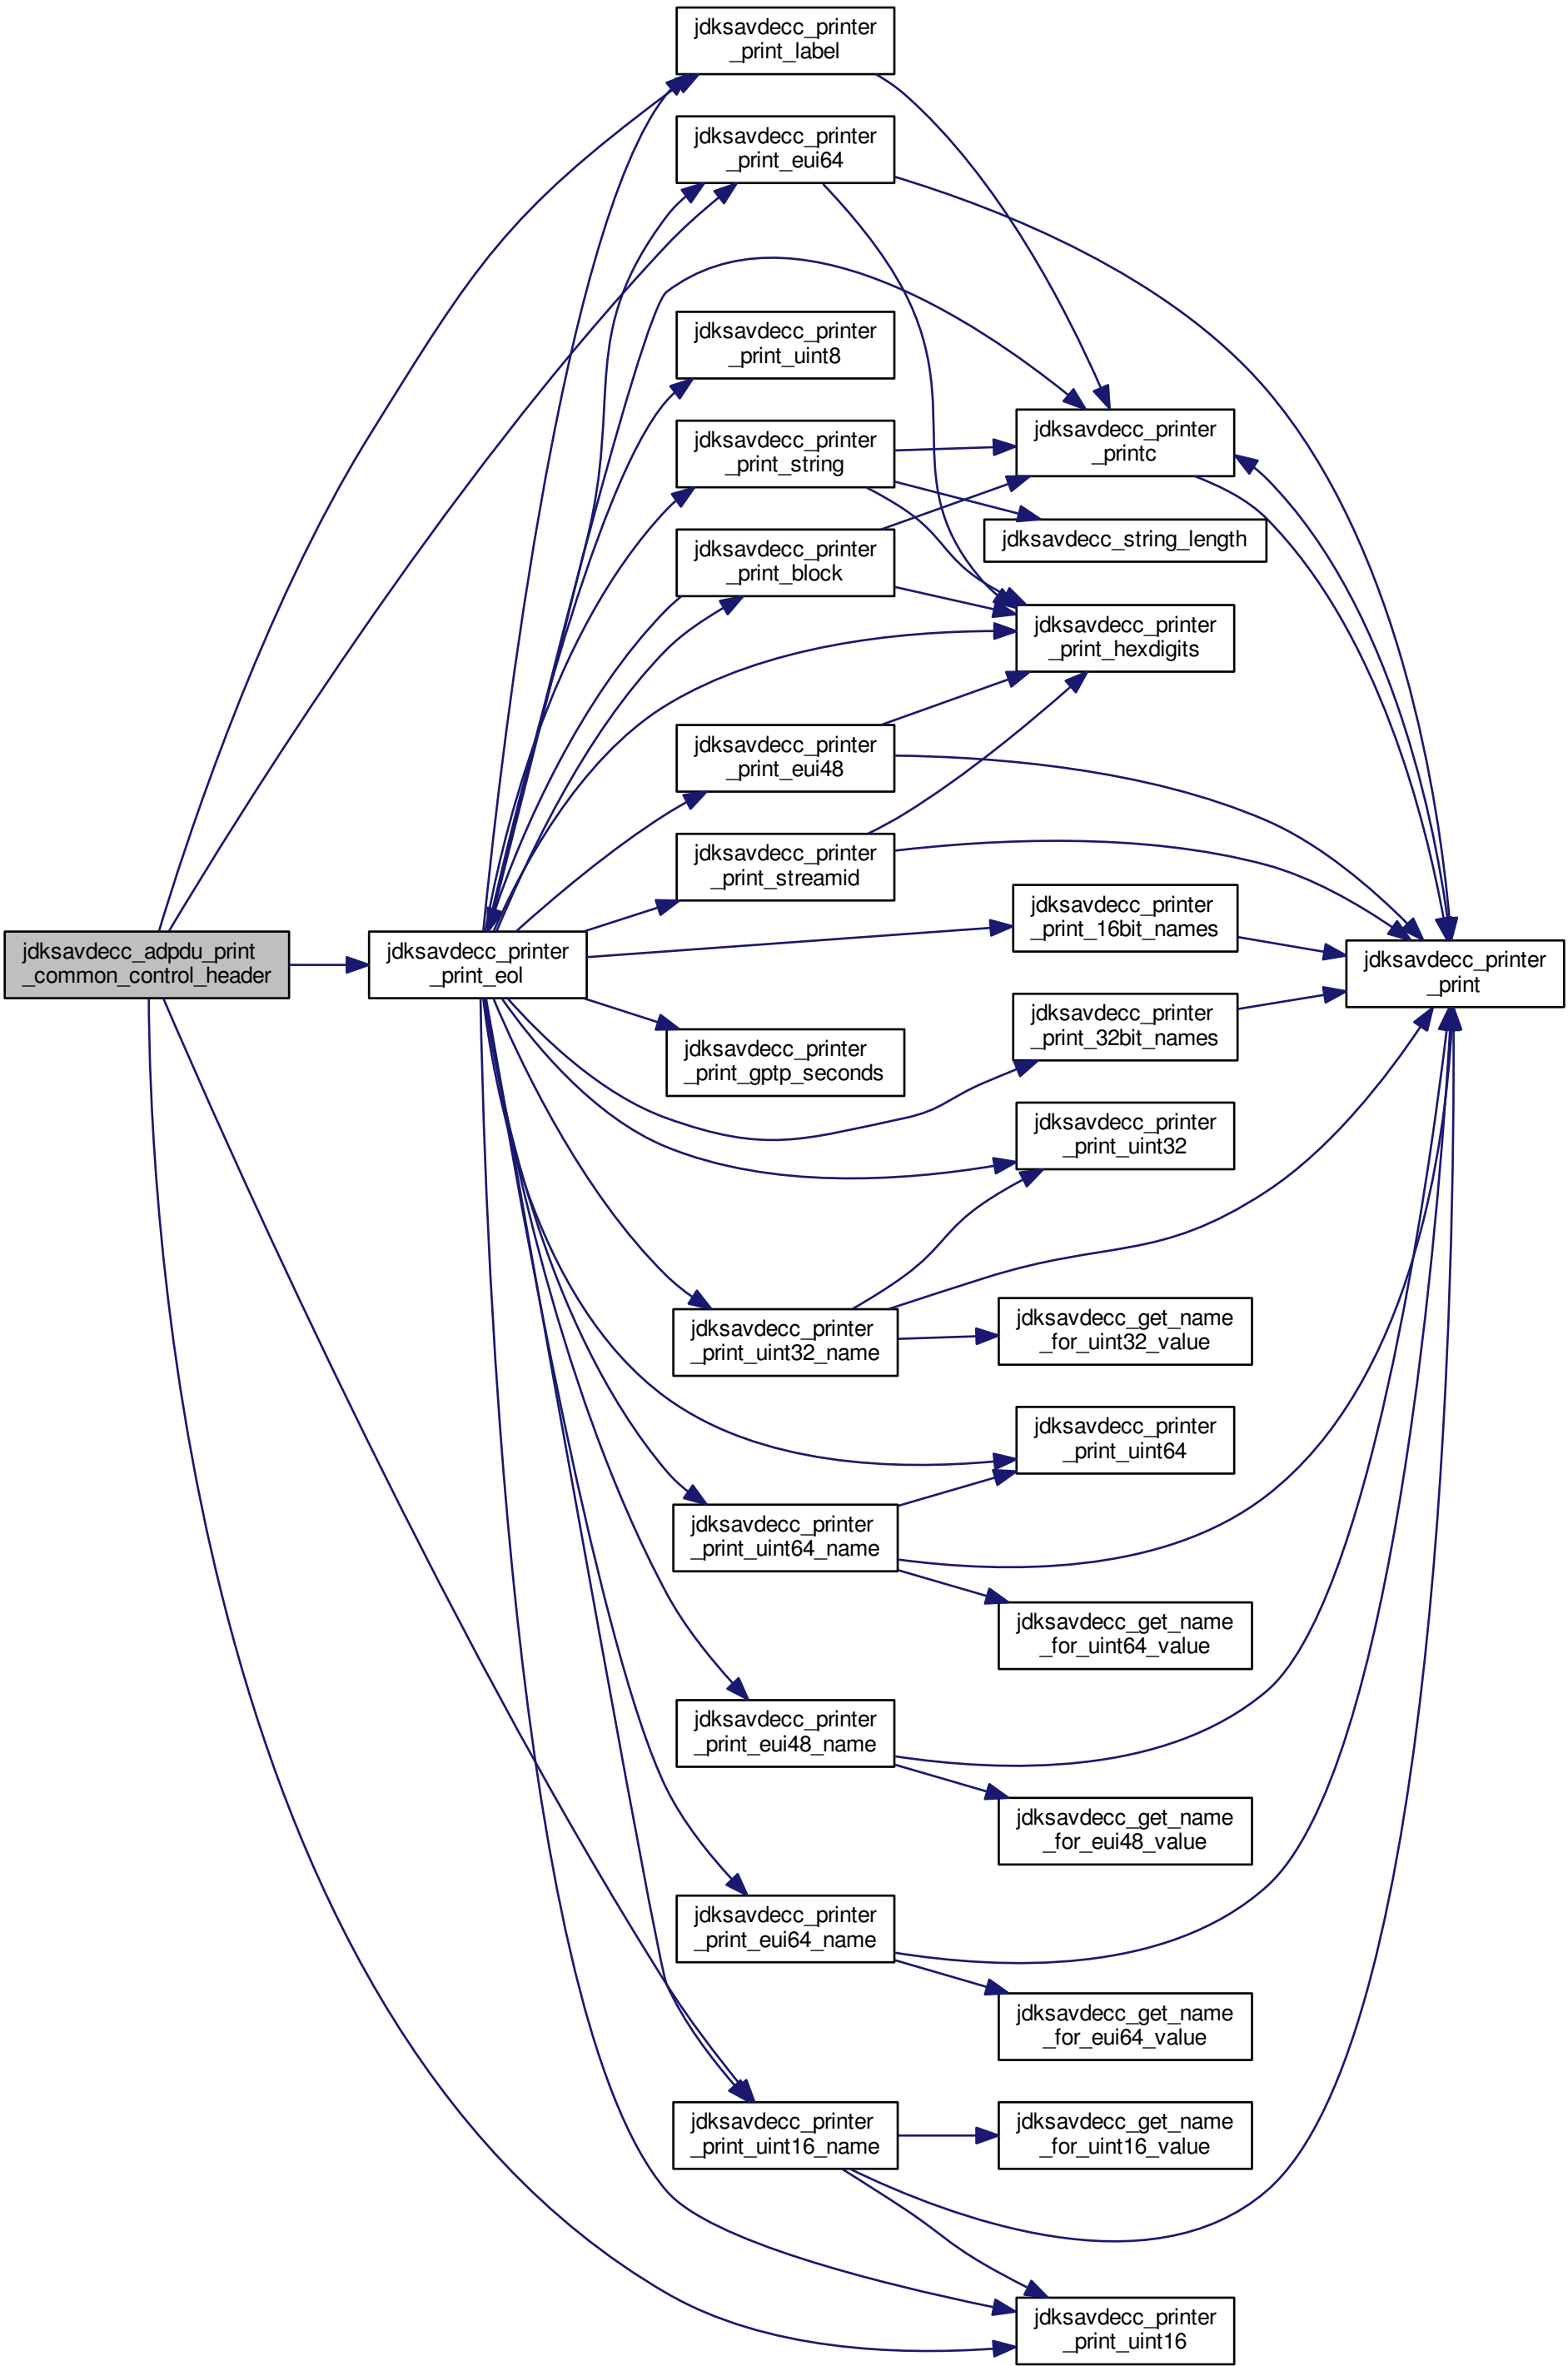 jdksavdecc_printer
_print_label
jdksavdecc_printer
_print_eui64
jdksavdecc_printer
_print_uint8
jdksavdecc_printer
_print_string
jdksavdecc_printer
_printc
jdksavdecc_string_length
jdksavdecc_printer
_print_block
jdksavdecc_printer
_print_hexdigits
jdksavdecc_printer
_print_eui48
jdksavdecc_printer
_print_streamid
jdksavdecc_printer
_print_16bit_names
jdksavdecc_adpdu_print
_common_control_header
jdksavdecc_printer
_print_eol
jdksavdecc_printer
_print
jdksavdecc_printer
_print_gptp_seconds
jdksavdecc_printer
_print_32bit_names
jdksavdecc_printer
_print_uint32
jdksavdecc_printer
_print_uint32_name
jdksavdecc_get_name
_for_uint32_value
jdksavdecc_printer
_print_uint64
jdksavdecc_printer
_print_uint64_name
jdksavdecc_get_name
_for_uint64_value
jdksavdecc_printer
_print_eui48_name
jdksavdecc_get_name
_for_eui48_value
jdksavdecc_printer
_print_eui64_name
jdksavdecc_get_name
_for_eui64_value
jdksavdecc_printer
_print_uint16_name
jdksavdecc_get_name
_for_uint16_value
jdksavdecc_printer
_print_uint16